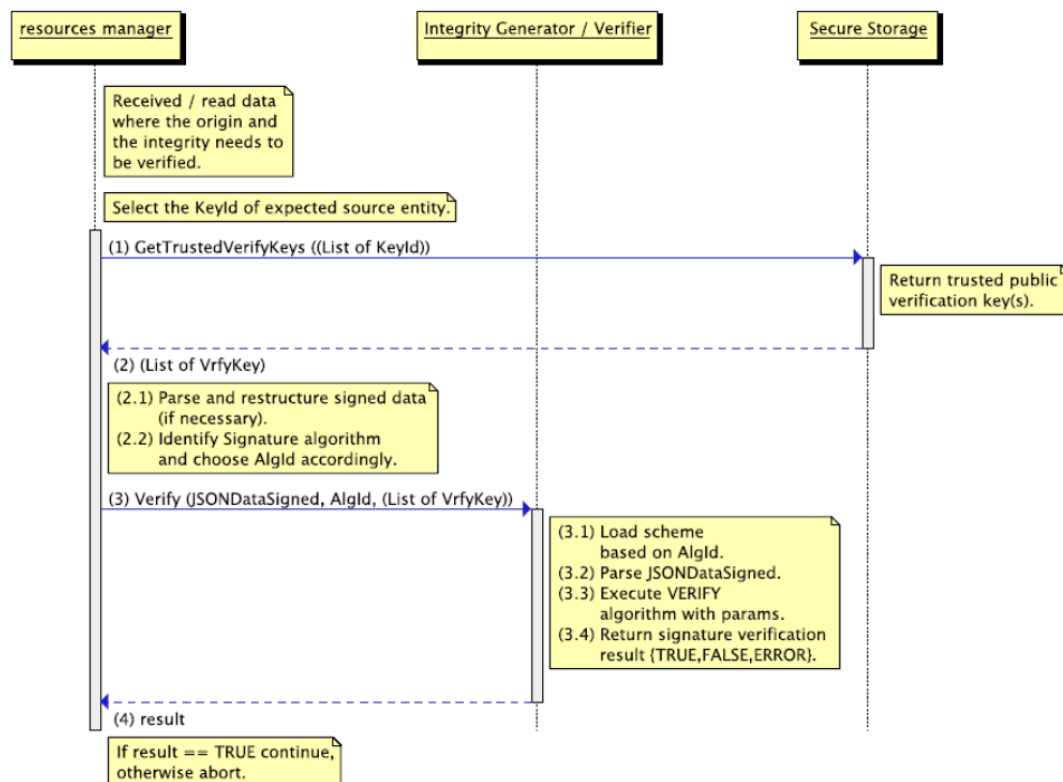 resources manager
Integrity Generator / Verifier
Secure Storage
Received / read data
where the origin and
the integrity needs to
be verified.
Select the KeyId of expected source entity.
(1) GetTrustedVerifyKeys ((List of KeyId))
Return trusted public
verification key(s).
(2) (List of VrfyKey)
(2.1) Parse and restructure signed data
(if necessary).
(2.2) Identify Signature algorithm
and choose AlgId accordingly.
(3) Verify (JSONDataSigned, AlgId, (List of VrfyKey))
(3.1) Load scheme
based on AlgId.
(3.2) Parse JSONDataSigned.
(3.3) Execute VERIFY
algorithm with params.
(3.4) Return signature verification
result {TRUE,FALSE,ERROR}.
(4) result
If result == TRUE continue,
otherwise abort.